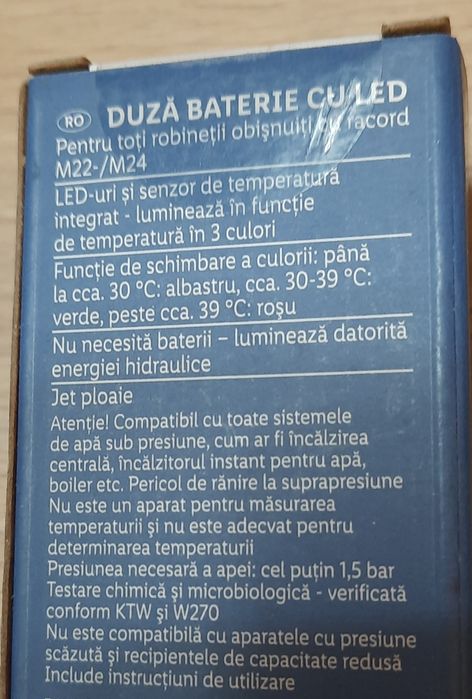 RO DUZĂ BATERIE CU LED
Pentru toți robineții obișnuiți cu racord
M22-/M24
LED-uri și senzor de temperatură
integrat - luminează în funcție
de temperatură în 3 culori
Funcție de schimbare a culorii: până
la cca. 30 °C: albastru, cca. 30-39 °C:
verde, peste cca. 39 °C: roșu
Nu necesită baterii – luminează datorită
energiei hidraulice
Jet ploaie
Atenție! Compatibil cu toate sistemele
de apă sub presiune, cum ar fi încălzirea
centrală, încălzitorul instant pentru apă,
boiler etc. Pericol de rănire la suprapresiune
Nu este un aparat pentru măsurarea
temperaturii și nu este adecvat pentru
determinarea temperaturii
Presiunea necesară a apei: cel puțin 1,5 bar
Testare chimică și microbiologică - verificată
conform KTW și W270
Nu este compatibilă cu aparatele cu presiune
scăzută și recipientele de capacitate redusă
Include instrucțiuni de utilizare